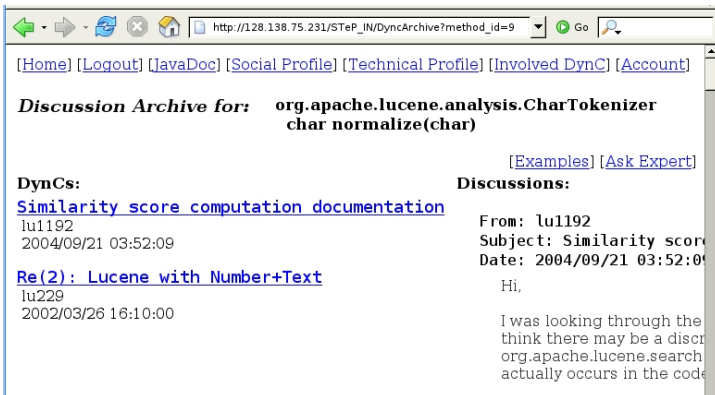 http://128.138.75.231/STeP_IN/DyncArchive?method_id=9 Go
[Home] [Logout] [JavaDoc] [Social Profile] [Technical Profile] [Involved DynC] [Account]
Discussion Archive for: org.apache.lucene.analysis.CharTokenizer
char normalize(char)
[Examples] [Ask Expert]
DynCs:
Similarity score computation documentation
lu1192
2004/09/21 03:52:09
Re(2): Lucene with Number+Text
lu229
2002/03/26 16:10:00
Discussions:
From: lu1192
Subject: Similarity score
Date: 2004/09/21 03:52:09
Hi,
I was looking through the
think there may be a discr
org.apache.lucene.search
actually occurs in the code